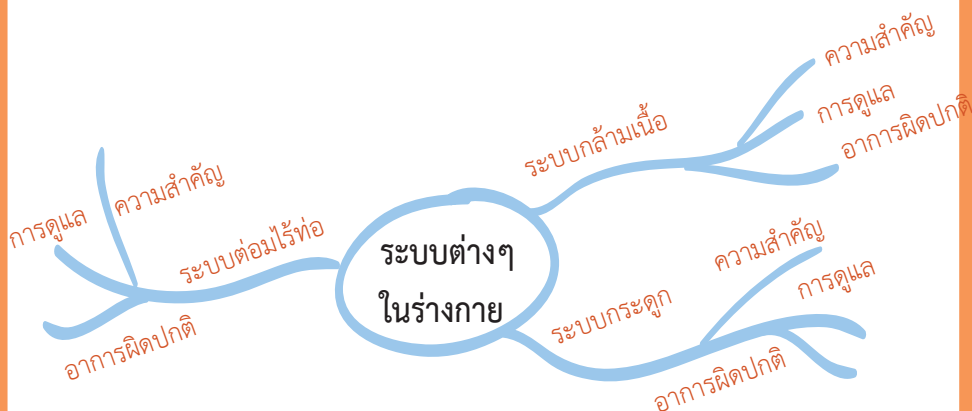 ระบบต่างๆ
ในร่างกาย
ระบบกล้ามเนื้อ
ความสำคัญ
การดูแล
อาการผิดปกติ
ระบบกระดูก
ความสำคัญ
การดูแล
อาการผิดปกติ
ระบบต่อมไร้ท่อ
ความสำคัญ
การดูแล
อาการผิดปกติ